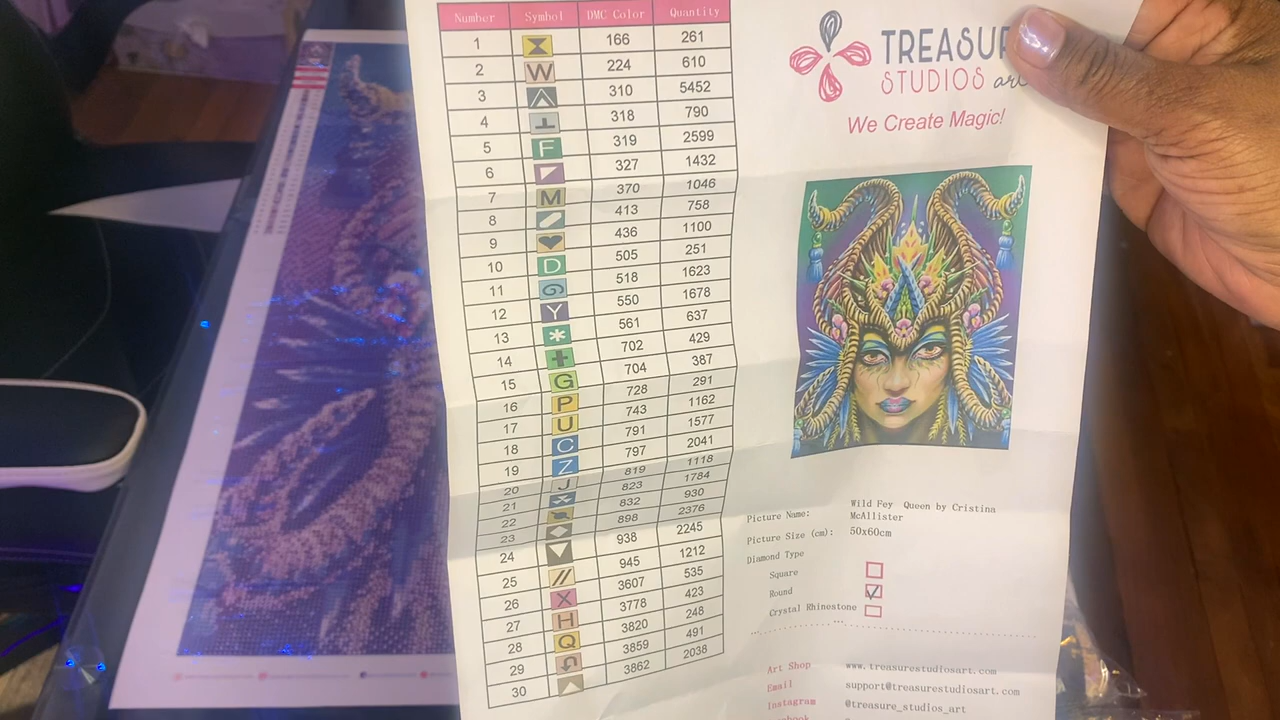 Number Symbol DMC Color Quantity
1 166 261
2 W 224 610
3 310 5452
4 318 790
5 F 319 2599
6 327 1432
7 M 370 1046
8 413 758
9 ♥ 436 1100
10 D 505 251
11 518 1623
12 Y 550 1678
13 * 561 637
14 + 702 429
15 G 704 387
16 P 728 291
17 U 743 1162
18 C 791 1577
19 Z 797 2041
20 J 819 1118
21 823 1784
22 832 930
23 898 2376
24 938 2245
25 // 945 1212
26 X 3607 535
27 H 3778 423
28 Q 3820 248
29 3859 491
30 3862 2038
TREASUR
STUDIOS art
We Create Magic!
Picture Name: Wild Fey Queen by Cristina
McAllister
Picture Size (cm): 50x60cm
Diamond Type
Square
Round
Crystal Rhinestone
Art Shop www.treasurestudiosart.com
Email support@treasurestudiosart.com
Instagram @treasure_studios_art